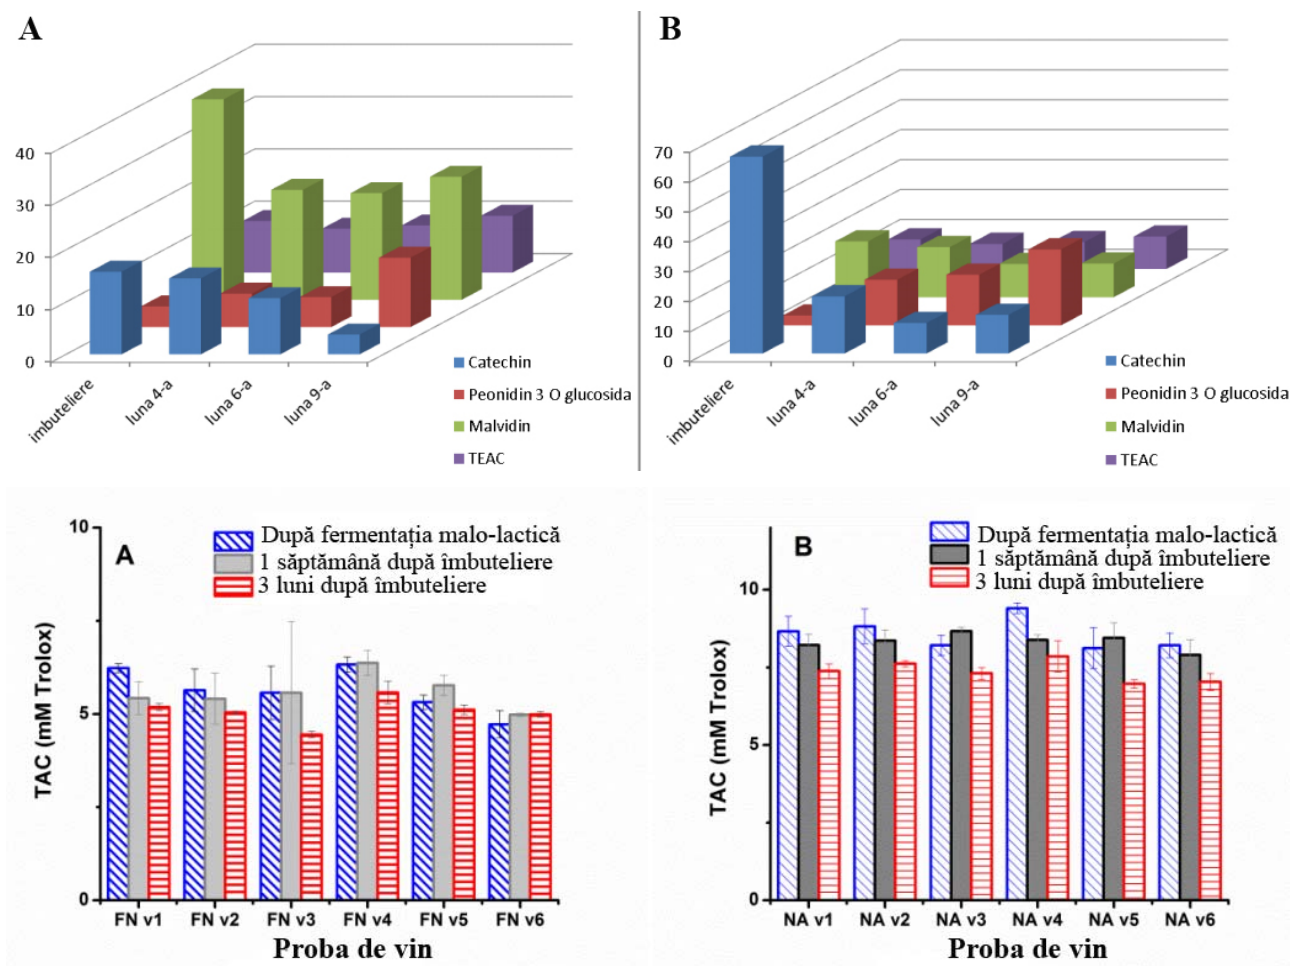 A
40
30
20
10
0
imbuteliere
luna 4-a
luna 6-a
luna 9-a
Catechin
Peonidin 3 O glucosida
Malvidin
TEAC
B
70
60
50
40
30
20
10
0
imbuteliere
luna 4-a
luna 6-a
luna 9-a
Catechin
Peonidin 3 O glucosida
Malvidin
TEAC
A
După fermentația malo-lactică
1 săptămână după îmbuteliere
3 luni după îmbuteliere
TAC (mM Trolox)
10
5
0
FN v1 FN v2 FN v3 FN v4 FN v5 FN v6
Proba de vin
B
După fermentația malo-lactică
1 săptămână după îmbuteliere
3 luni după îmbuteliere
TAC (mM Trolox)
10
5
0
NA v1 NA v2 NA v3 NA v4 NA v5 NA v6
Proba de vin